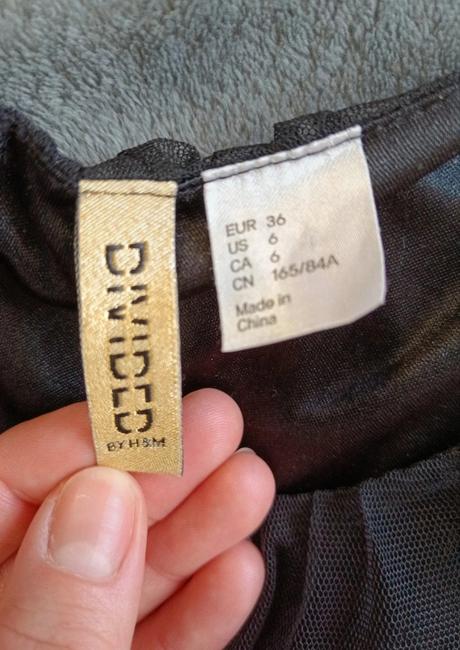 DIVIDED
BY H&M
EUR 36
US 6
CA 6
CN 165/84A
Made in
China